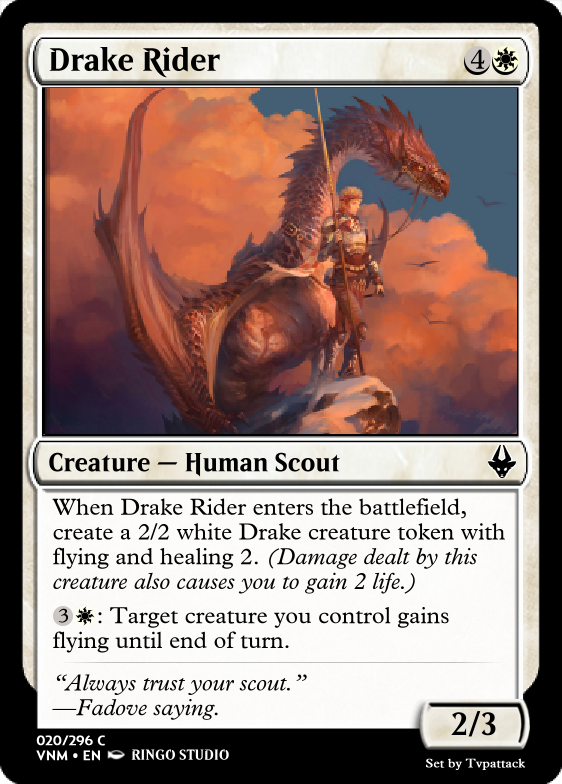 Drake Rider 4
When Drake Rider enters the battlefield,
create a 2/2 white Drake creature token with
flying and healing 2. (Damage dealt by this
creature also causes you to gain 2 life.)
3: Target creature you control gains
flying until end of turn.
“Always trust your scout.”
—Fadove saying.
Creature — Human Scout
2/3
020/296 C
VNM • EN RINGO STUDIO
Set by Tvpattack